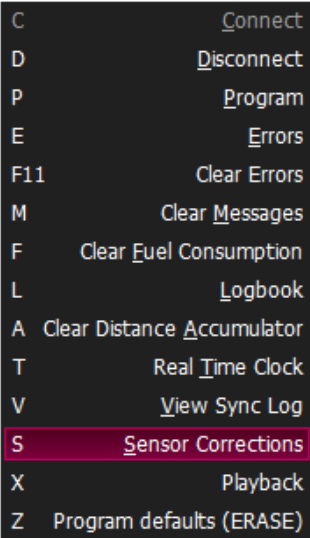 C Connect
D Disconnect
P Program
E Errors
F11 Clear Errors
M Clear Messages
F Clear Fuel Consumption
L Logbook
A Clear Distance Accumulator
T Real Time Clock
V View Sync Log
S Sensor Corrections
X Playback
Z Program defaults (ERASE)